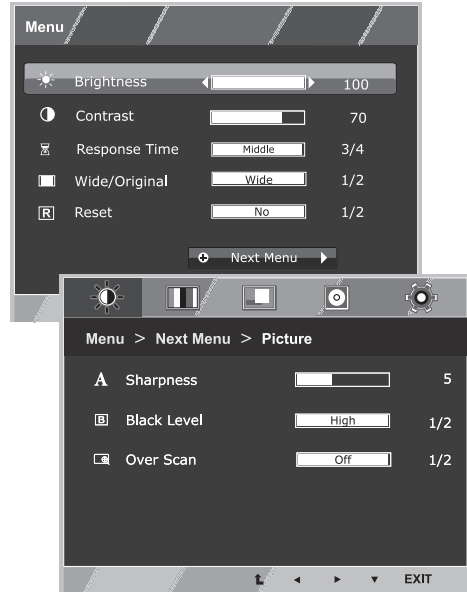 Menu
Brightness 100
Contrast 70
Response Time Middle 3/4
Wide/Original Wide 1/2
R Reset No 1/2
Next Menu
Menu > Next Menu > Picture
A Sharpness 5
B Black Level High 1/2
Over Scan Off 1/2
EXIT